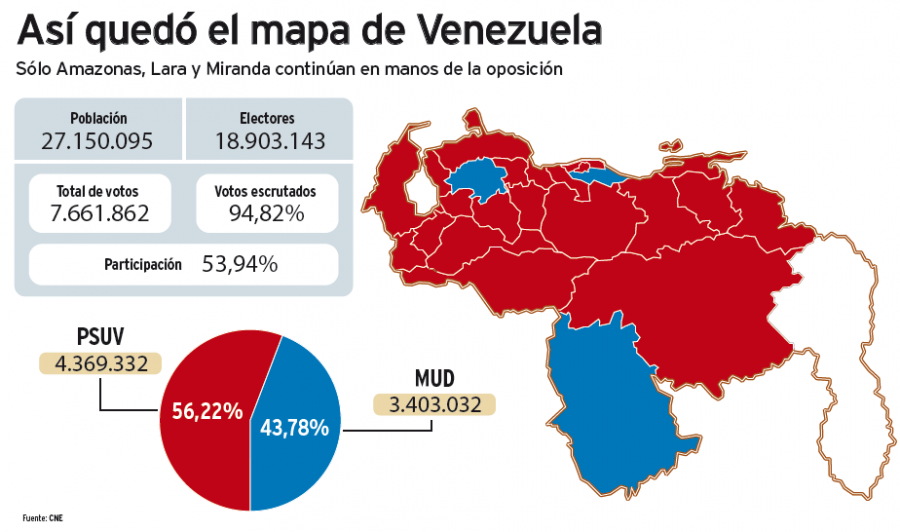 Así quedó el mapa de Venezuela
Sólo Amazonas, Lara y Miranda continúan en manos de la oposición
Población
27.150.095
Electores
18.903.143
Total de votos
7.661.862
Votos escrutados
94,82%
Participación 53,94%
PSUV
4.369.332
56,22%
43,78%
MUD
3.403.032
Fuente: CNE